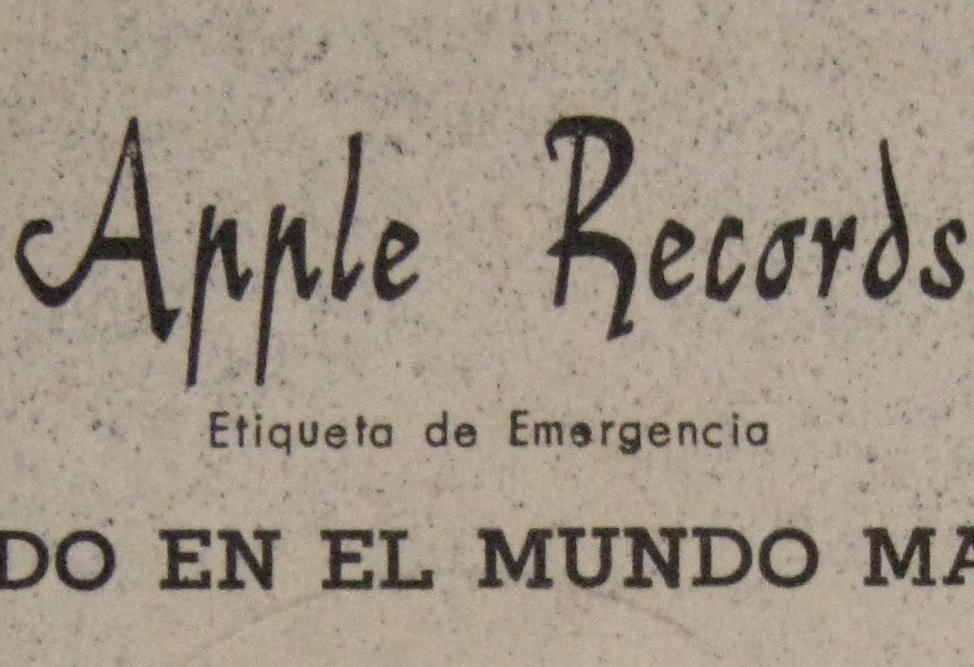 Apple Records
Etiqueta de Emergencia
DO EN EL MUNDO MA